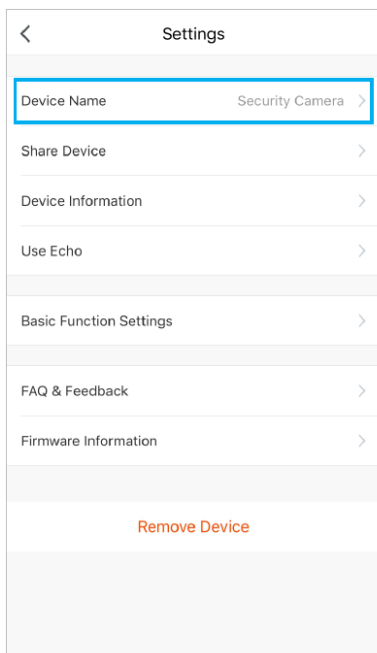 Settings
Device Name Security Camera
Share Device
Device Information
Use Echo
Basic Function Settings
FAQ & Feedback
Firmware Information
Remove Device